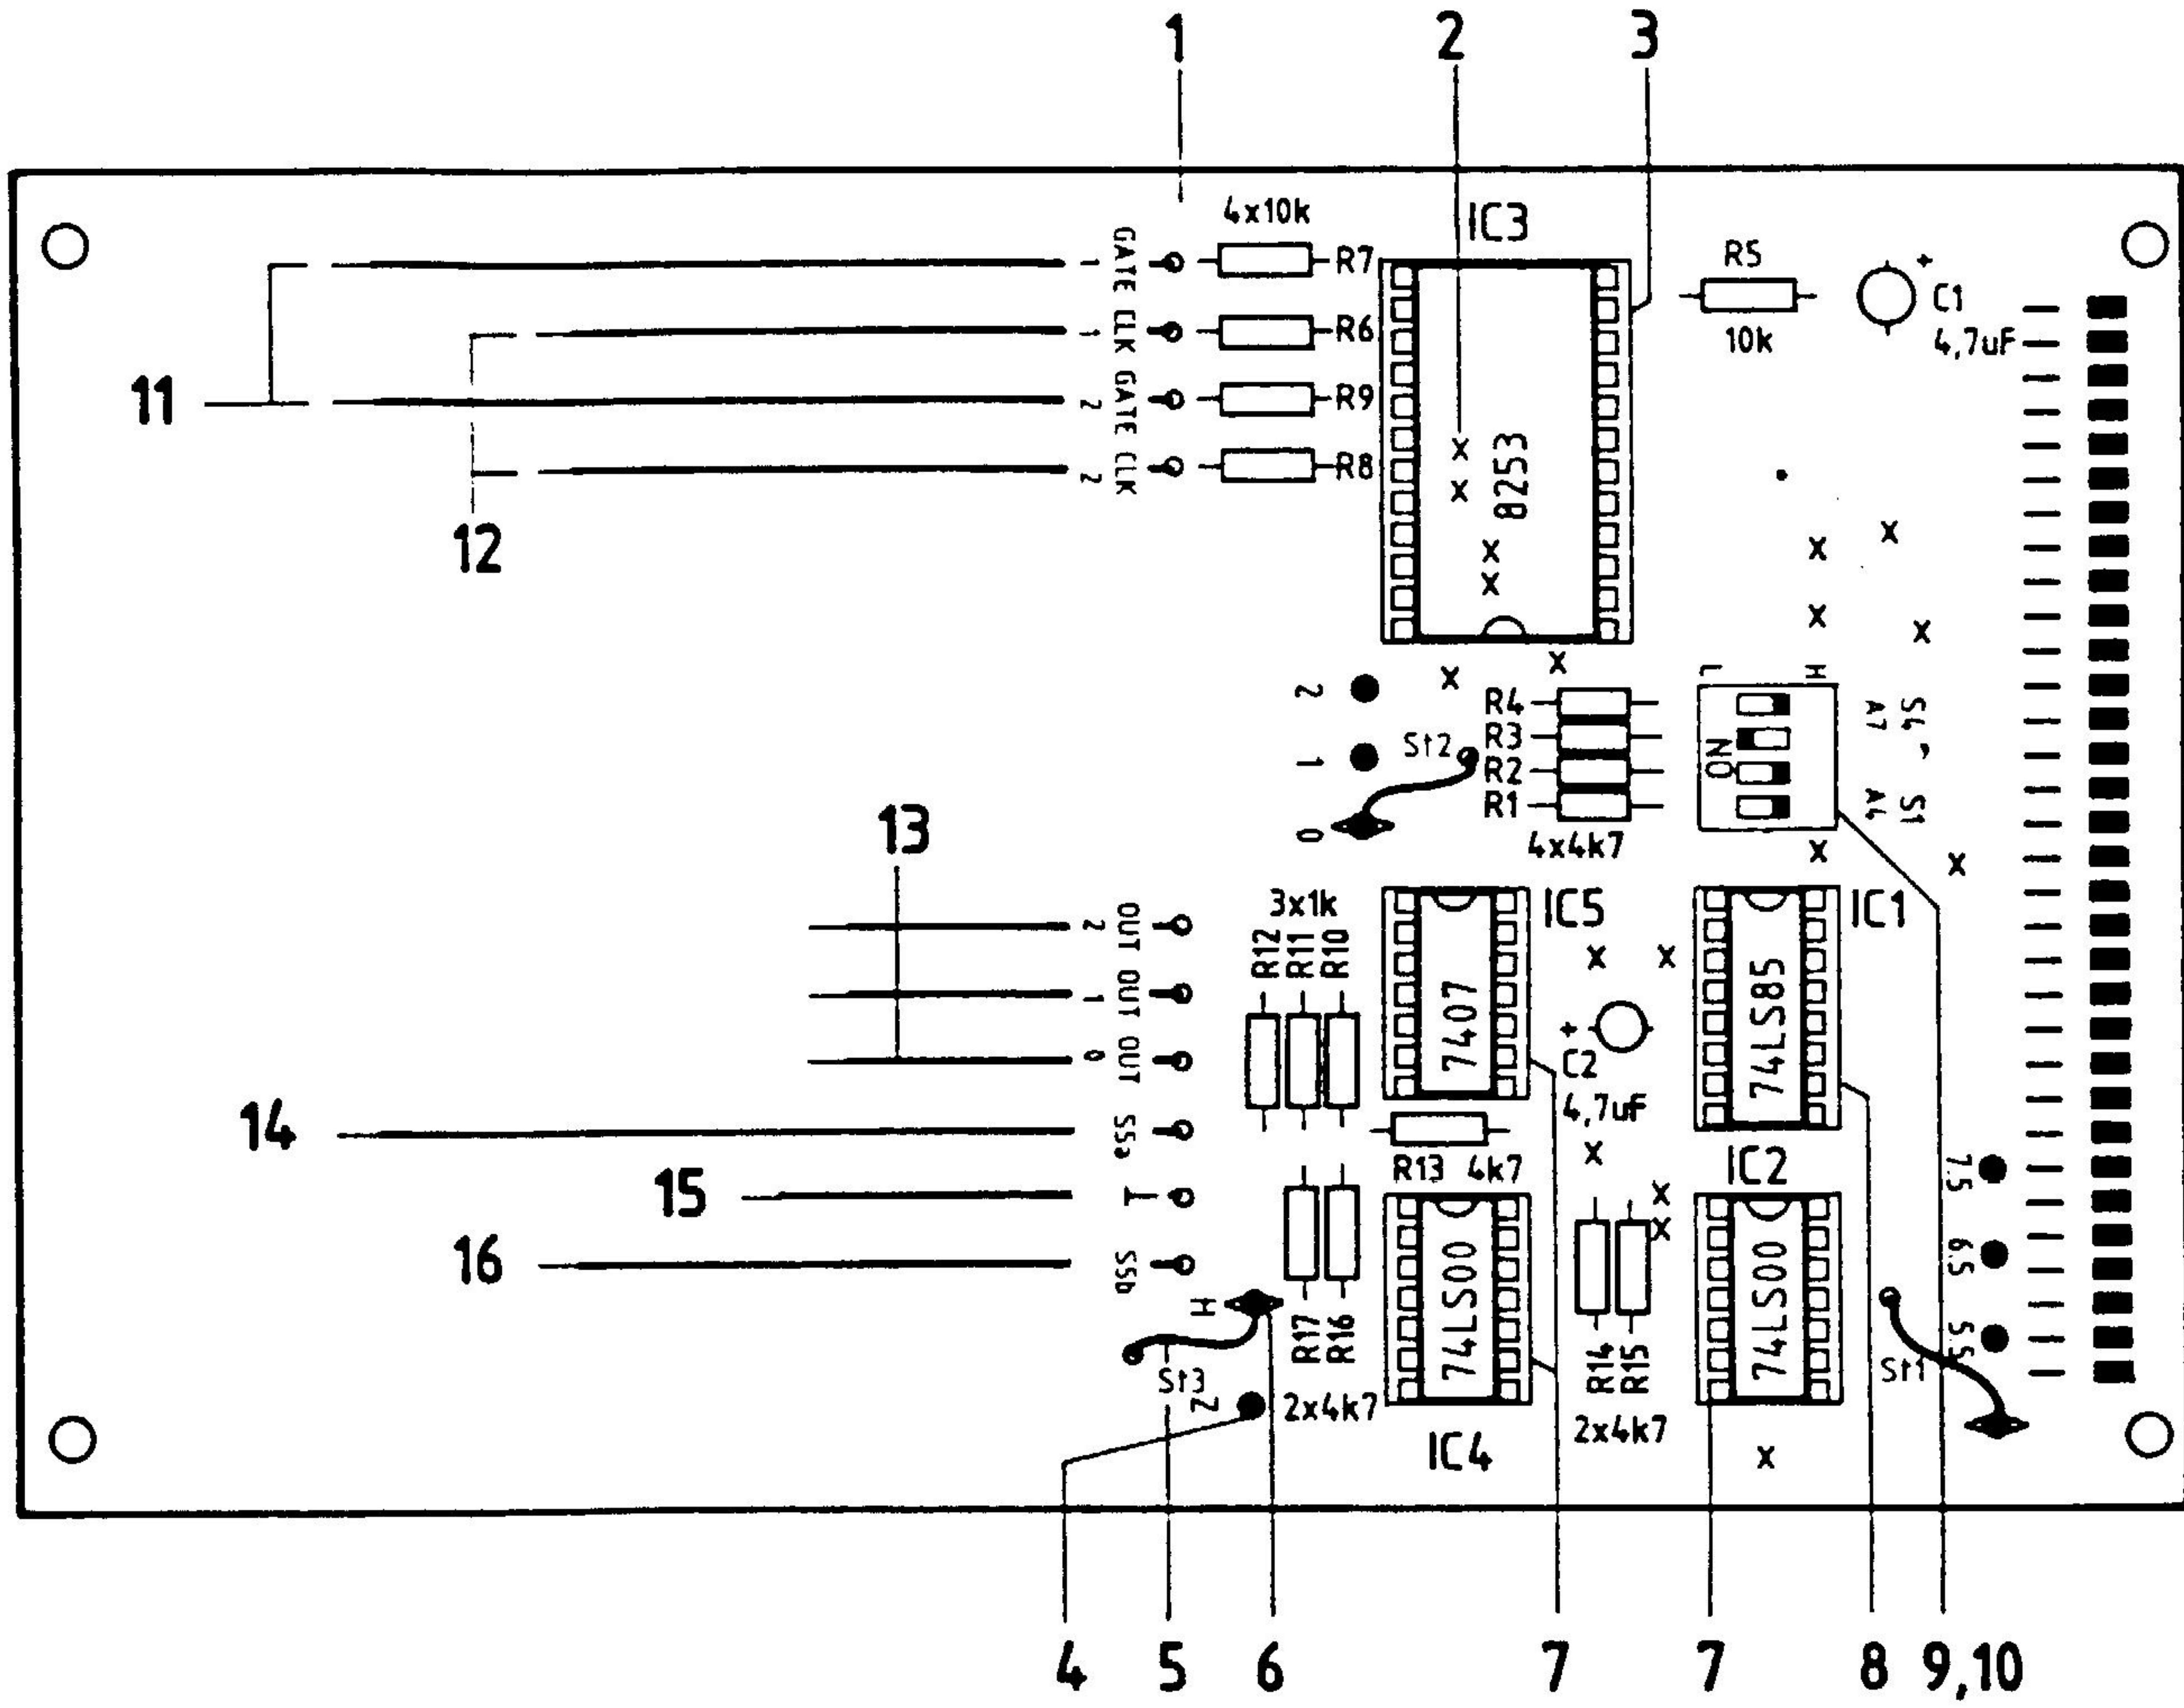 1 2 3
4x10k IC3
GATE 1 R7
CLK 1 R6
GATE 2 R9
CLK 2 R8
R5
10k
C1
+
4,7uF
8253
11
12
x
x
x
x
x
x
x
x
x
x
2
1
0
St2
R4
R3
R2
R1
4x4k7
L H
ON
S4 ' S1
A7 A4
x
x
13
OUT 2
OUT 1
OUT 0
SSa
⊥
SSb
14
15
16
3x1k
R12 R11 R10
IC5
7407
IC1
74LS85
x
x
+
C2
4,7uF
x
R13 4k7
IC2
74LS00
x
x
R17 R16
2x4k7
74LS00
IC4
R14 R15
2x4k7
x
H
St3
Z
7.5
6.5
5.5
St1
4 5 6 7 7 8 9,10